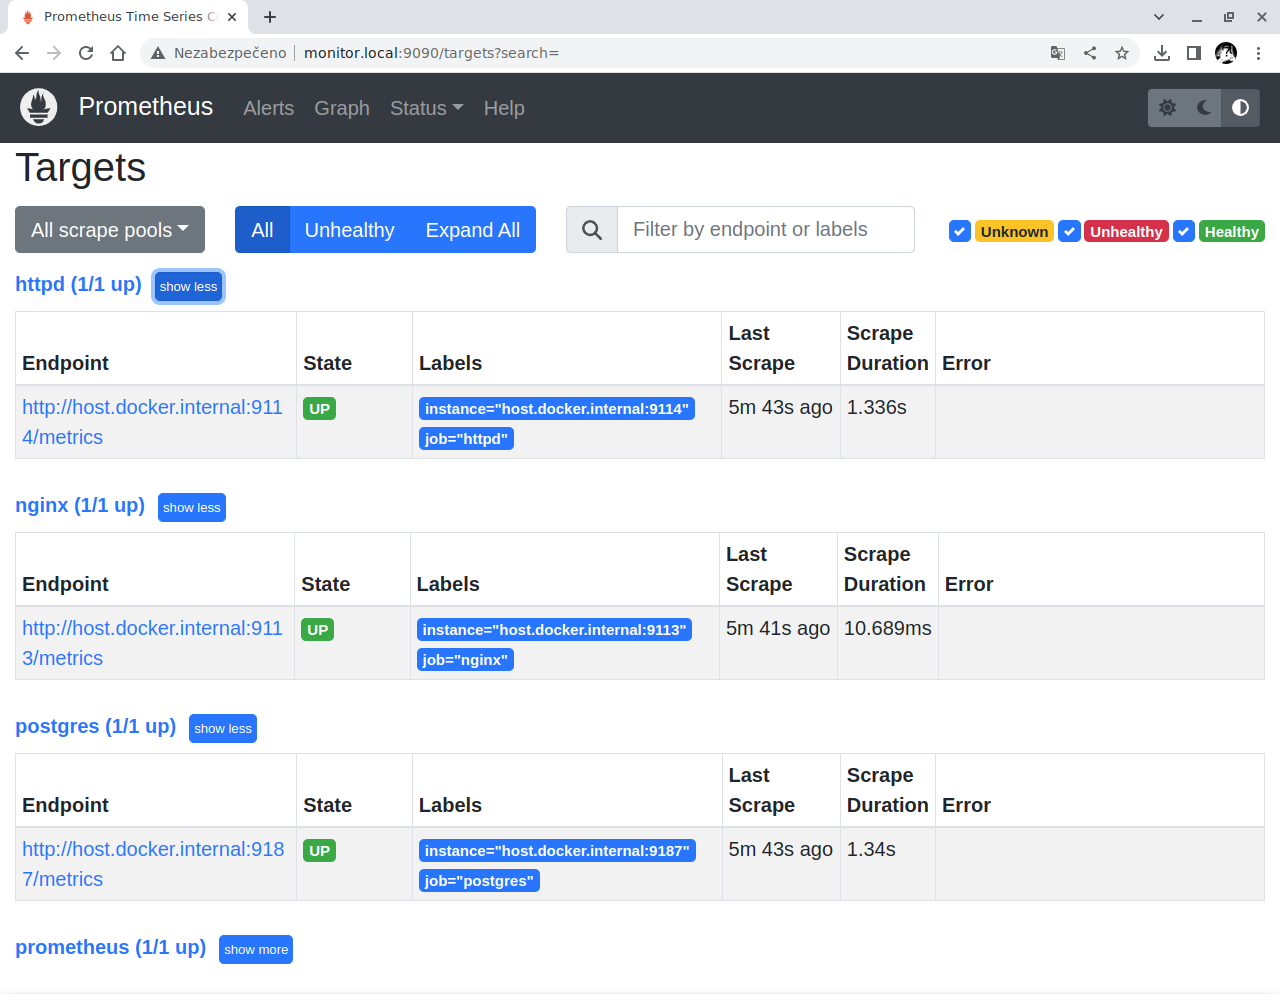 Prometheus Time Series C
Nezabezpečeno monitor.local:9090/targets?search=
Prometheus Alerts Graph Status Help
Targets
All scrape pools All Unhealthy Expand All Filter by endpoint or labels Unknown Unhealthy Healthy
httpd (1/1 up) show less
Last Scrape
Endpoint State Labels Scrape Duration Error
http://host.docker.internal:911 UP instance="host.docker.internal:9114" 5m 43s ago 1.336s
4/metrics job="httpd"
nginx (1/1 up) show less
Last Scrape
Endpoint State Labels Scrape Duration Error
http://host.docker.internal:911 UP instance="host.docker.internal:9113" 5m 41s ago 10.689ms
3/metrics job="nginx"
postgres (1/1 up) show less
Last Scrape
Endpoint State Labels Scrape Duration Error
http://host.docker.internal:918 UP instance="host.docker.internal:9187" 5m 43s ago 1.34s
7/metrics job="postgres"
prometheus (1/1 up) show more